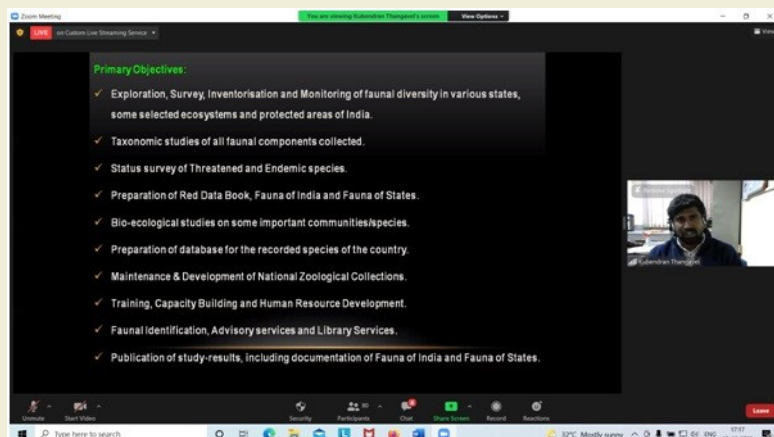 Zoom Meeting
You are viewing Kubendran Thangavel's screen
View Options
LIVE
on Custom Live Streaming Service
View
Primary Objectives:
✓ Exploration, Survey, Inventorisation and Monitoring of faunal diversity in various states,
some selected ecosystems and protected areas of India.
✓ Taxonomic studies of all faunal components collected.
✓ Status survey of Threatened and Endemic species.
✓ Preparation of Red Data Book, Fauna of India and Fauna of States.
✓ Bio-ecological studies on some important communities/species.
✓ Preparation of database for the recorded species of the country.
✓ Maintenance & Development of National Zoological Collections.
✓ Training, Capacity Building and Human Resource Development.
✓ Faunal Identification, Advisory services and Library Services.
✓ Publication of study-results, including documentation of Fauna of India and Fauna of States.
Kubendran Thangavel
Unmute
Start Video
Security
Participants
Chat
Share Screen
Record
Reactions
Leave
Type here to search
32°C Mostly sunny
ENG
17:17